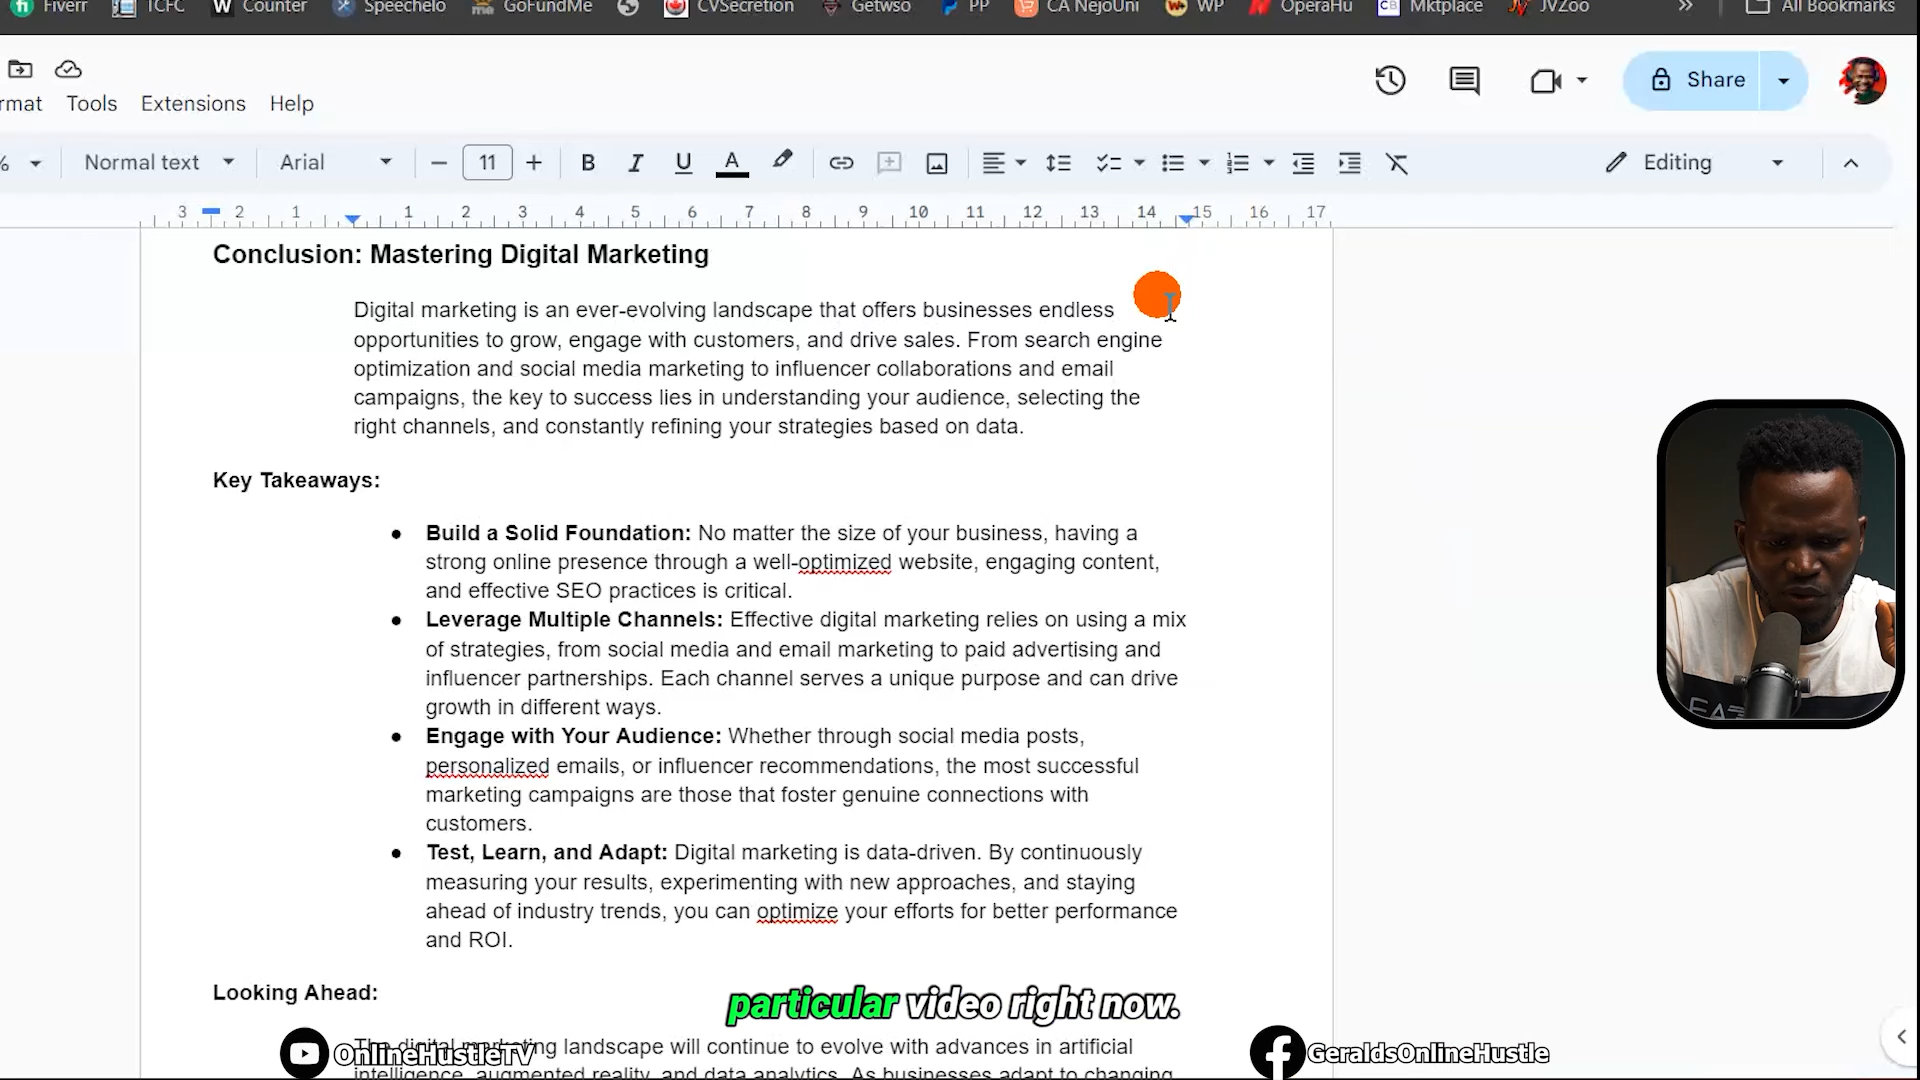 Fiverr TCFC W Counter Speechelo GoFundMe CVSecretion Getwso PP CA NejoUni WP OperaHu CB Mktplace JVZoo » All Bookmarks
Share
rmat Tools Extensions Help
% Normal text Arial − 11 + B I U A Editing
3 2 1 1 2 3 4 5 6 7 8 9 10 11 12 13 14 15 16 17
Conclusion: Mastering Digital Marketing
Digital marketing is an ever-evolving landscape that offers businesses endless
opportunities to grow, engage with customers, and drive sales. From search engine
optimization and social media marketing to influencer collaborations and email
campaigns, the key to success lies in understanding your audience, selecting the
right channels, and constantly refining your strategies based on data.
Key Takeaways:
● Build a Solid Foundation: No matter the size of your business, having a
strong online presence through a well-optimized website, engaging content,
and effective SEO practices is critical.
● Leverage Multiple Channels: Effective digital marketing relies on using a mix
of strategies, from social media and email marketing to paid advertising and
influencer partnerships. Each channel serves a unique purpose and can drive
growth in different ways.
● Engage with Your Audience: Whether through social media posts,
personalized emails, or influencer recommendations, the most successful
marketing campaigns are those that foster genuine connections with
customers.
● Test, Learn, and Adapt: Digital marketing is data-driven. By continuously
measuring your results, experimenting with new approaches, and staying
ahead of industry trends, you can optimize your efforts for better performance
and ROI.
Looking Ahead:
particular video right now.
The digital marketing landscape will continue to evolve with advances in artificial
OnlineHustleTV
GeraldsOnlineHustle
intelligence, augmented reality, and data analytics. As businesses adapt to changing